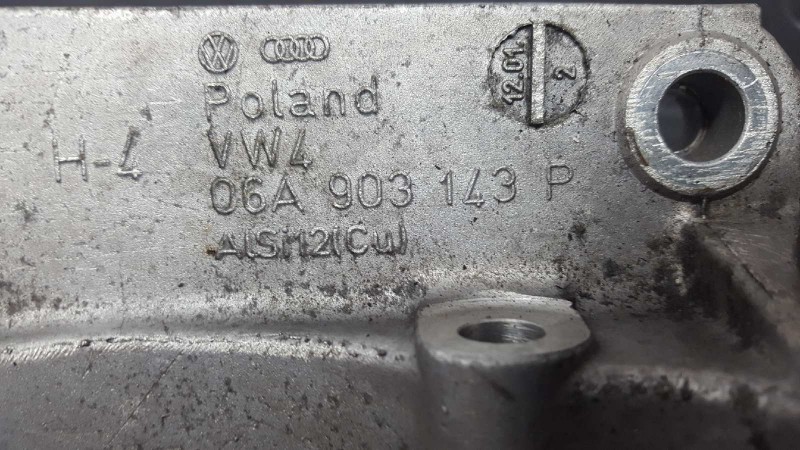 12.01.
2
Poland
H-4
VW4
06A 903 143 P
AlSi12(Cu)